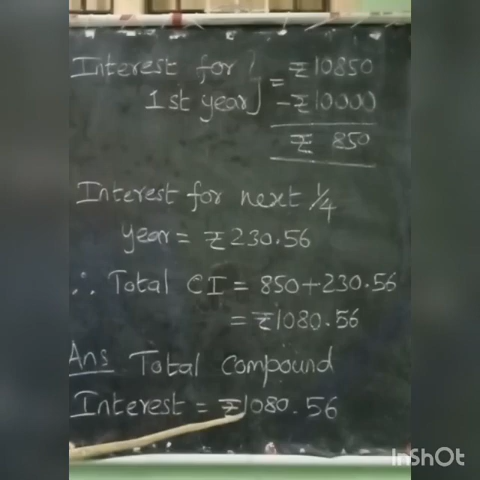 Interest for } = ₹10850
1st year - ₹10000
₹ 850
Interest for next 1/4
year = ₹230.56
∴ Total CI = 850+230.56
= ₹1080.56
Ans Total compound
Interest = ₹1080.56
InShOt